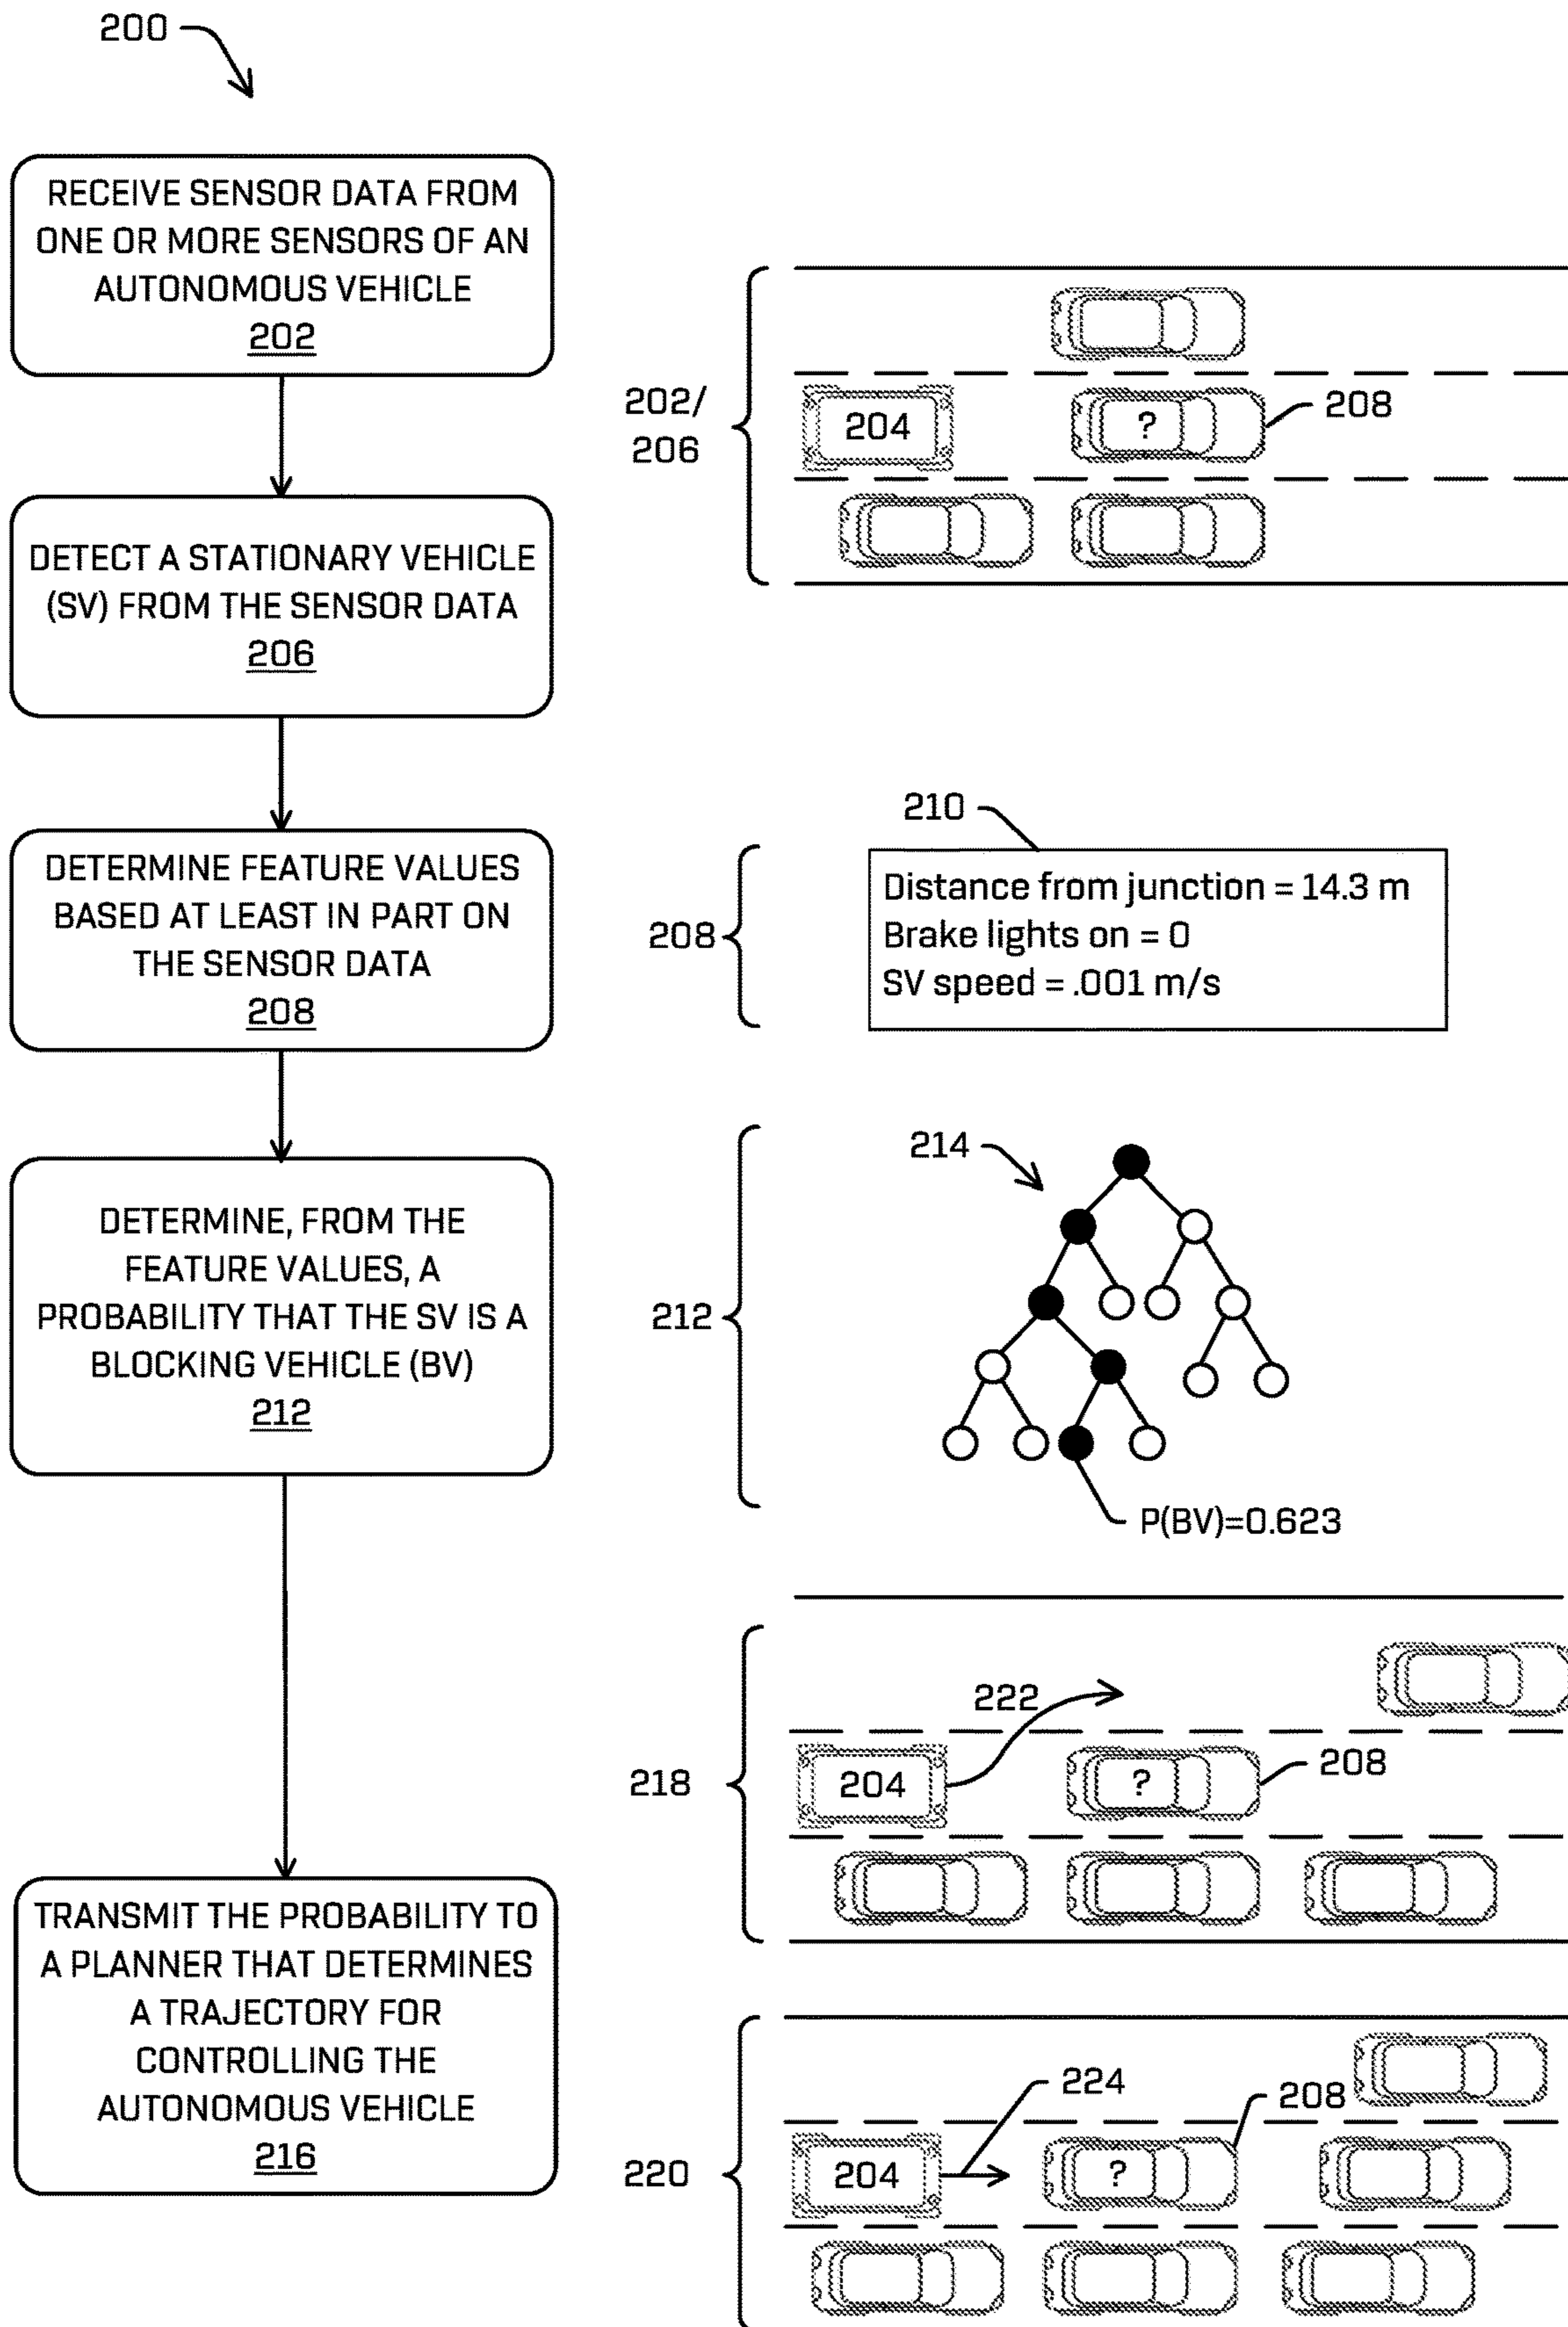 200
RECEIVE SENSOR DATA FROM
ONE OR MORE SENSORS OF AN
AUTONOMOUS VEHICLE
202
202/
206
204
?
208
DETECT A STATIONARY VEHICLE
(SV) FROM THE SENSOR DATA
206
DETERMINE FEATURE VALUES
BASED AT LEAST IN PART ON
THE SENSOR DATA
208
208
210
Distance from junction = 14.3 m
Brake lights on = 0
SV speed = .001 m/s
DETERMINE, FROM THE
FEATURE VALUES, A
PROBABILITY THAT THE SV IS A
BLOCKING VEHICLE (BV)
212
212
214
P(BV)=0.623
218
222
204
?
208
TRANSMIT THE PROBABILITY TO
A PLANNER THAT DETERMINES
A TRAJECTORY FOR
CONTROLLING THE
AUTONOMOUS VEHICLE
216
220
224
208
204
?